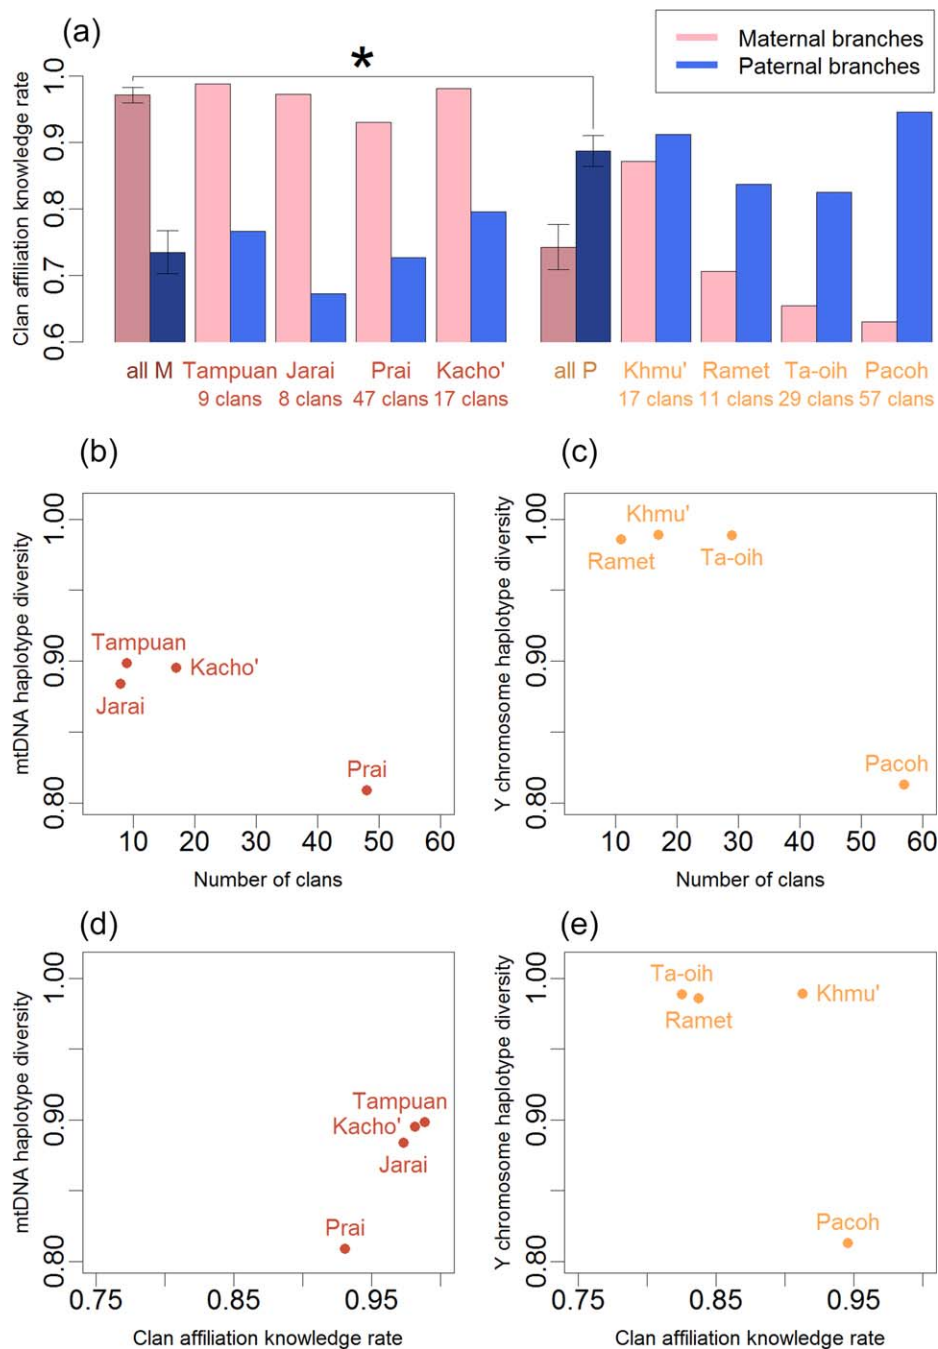 (a)
*
Maternal branches
Paternal branches
Clan affiliation knowledge rate
1.0
0.9
0.8
0.7
0.6
all M
Tampuan
9 clans
Jarai
8 clans
Prai
47 clans
Kacho'
17 clans
all P
Khmu'
17 clans
Ramet
11 clans
Ta-oih
29 clans
Pacoh
57 clans
(b)
mtDNA haplotype diversity
1.00
0.90
0.80
Tampuan
Kacho'
Jarai
Prai
10 20 30 40 50 60
Number of clans
(c)
Y chromosome haplotype diversity
1.00
0.90
0.80
Khmu'
Ramet
Ta-oih
Pacoh
10 20 30 40 50 60
Number of clans
(d)
mtDNA haplotype diversity
1.00
0.90
0.80
Tampuan
Kacho'
Jarai
Prai
0.75 0.85 0.95
Clan affiliation knowledge rate
(e)
Y chromosome haplotype diversity
1.00
0.90
0.80
Ta-oih
Khmu'
Ramet
Pacoh
0.75 0.85 0.95
Clan affiliation knowledge rate